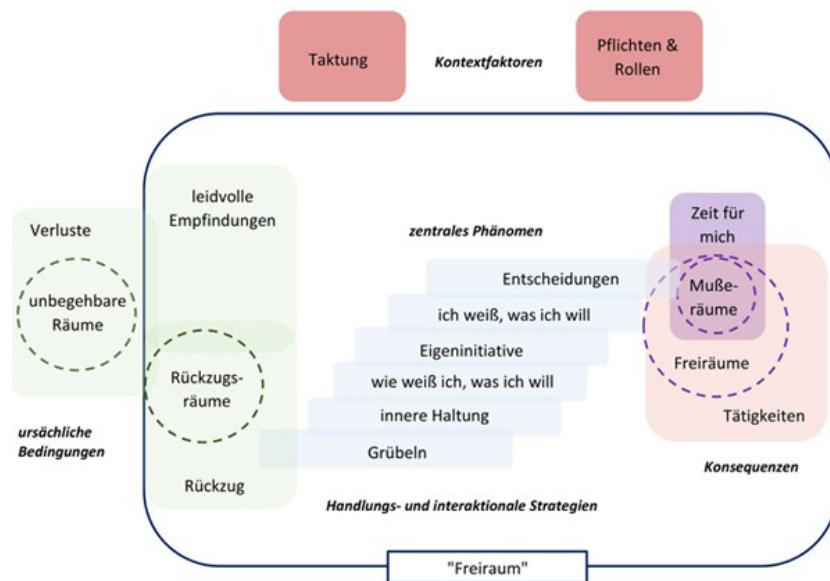 Taktung
Kontextfaktoren
Pflichten &
Rollen
leidvolle
Empfindungen
Verluste
unbegehbare
Räume
Rückzugs-
räume
ursächliche
Bedingungen
Rückzug
zentrales Phänomen
Entscheidungen
ich weiß, was ich will
Eigeninitiative
wie weiß ich, was ich will
innere Haltung
Grübeln
Handlungs- und interaktionale Strategien
Zeit für
mich
Muße-
räume
Freiräume
Tätigkeiten
Konsequenzen
"Freiraum"